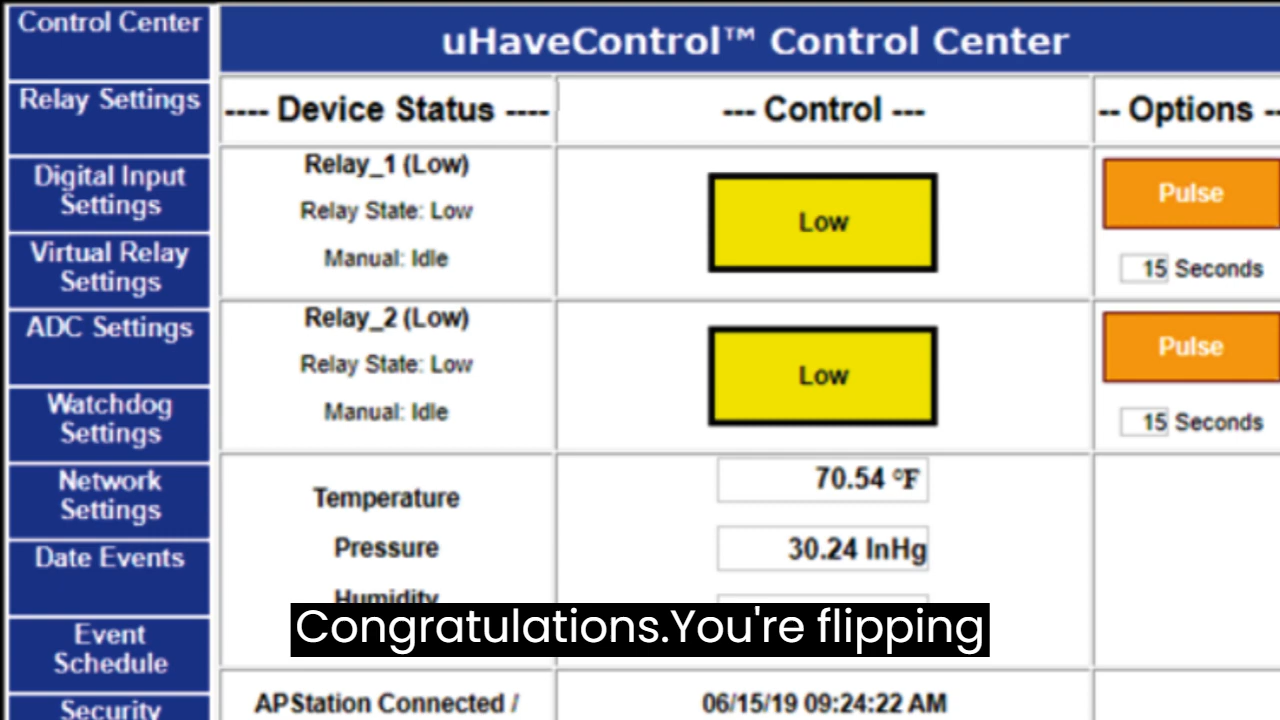 Control Center
uHaveControl™ Control Center
Relay Settings
---- Device Status ----
--- Control ---
-- Options --
Digital Input
Settings
Relay_1 (Low)
Relay State: Low
Manual: Idle
Low
Pulse
15 Seconds
Virtual Relay
Settings
ADC Settings
Relay_2 (Low)
Relay State: Low
Manual: Idle
Low
Pulse
15 Seconds
Watchdog
Settings
Network
Settings
Temperature
70.54 °F
Date Events
Pressure
30.24 InHg
Humidity
Congratulations.You're flipping
Event
Schedule
Security
APStation Connected /
06/15/19 09:24:22 AM